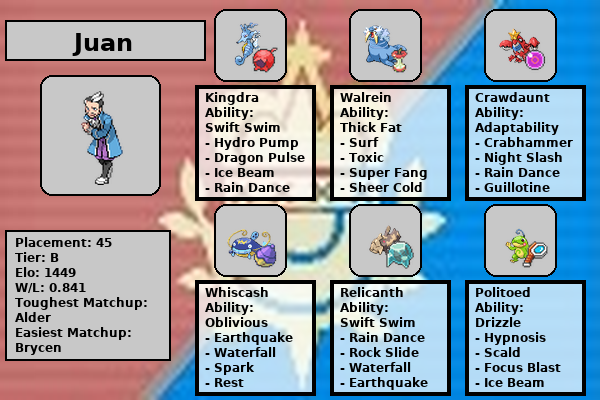 Juan
Kingdra
Ability:
Swift Swim
- Hydro Pump
- Dragon Pulse
- Ice Beam
- Rain Dance
Walrein
Ability:
Thick Fat
- Surf
- Toxic
- Super Fang
- Sheer Cold
Crawdaunt
Ability:
Adaptability
- Crabhammer
- Night Slash
- Rain Dance
- Guillotine
Placement: 45
Tier: B
Elo: 1449
W/L: 0.841
Toughest Matchup:
Alder
Easiest Matchup:
Brycen
Whiscash
Ability:
Oblivious
- Earthquake
- Waterfall
- Spark
- Rest
Relicanth
Ability:
Swift Swim
- Rain Dance
- Rock Slide
- Waterfall
- Earthquake
Politoed
Ability:
Drizzle
- Hypnosis
- Scald
- Focus Blast
- Ice Beam